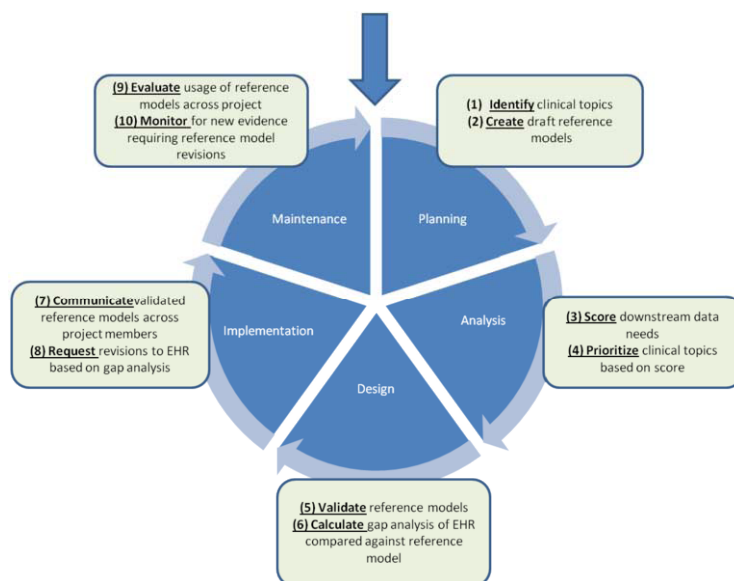 (9) Evaluate usage of reference
models across project
(10) Monitor for new evidence
requiring reference model
revisions
(1) Identify clinical topics
(2) Create draft reference
models
Maintenance
Planning
(7) Communicatevalidated
reference models across
project members
(8) Request revisions to EHR
based on gap analysis
Implementation
Analysis
(3) Score downstream data
needs
(4) Prioritize clinical topics
based on score
Design
(5) Validate reference models
(6) Calculate gap analysis of EHR
compared against reference
model